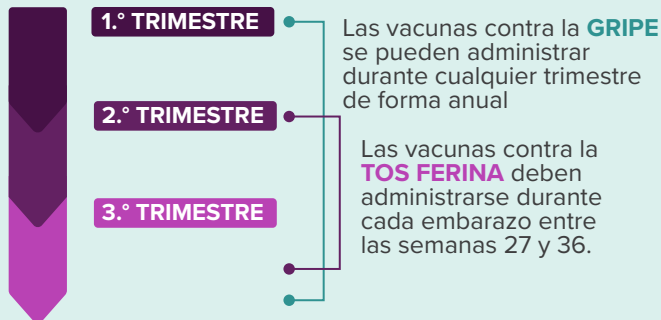 1.° TRIMESTRE
Las vacunas contra la GRIPE
se pueden administrar
durante cualquier trimestre
de forma anual
2.° TRIMESTRE
Las vacunas contra la
TOS FERINA deben
administrarse durante
cada embarazo entre
las semanas 27 y 36.
3.° TRIMESTRE